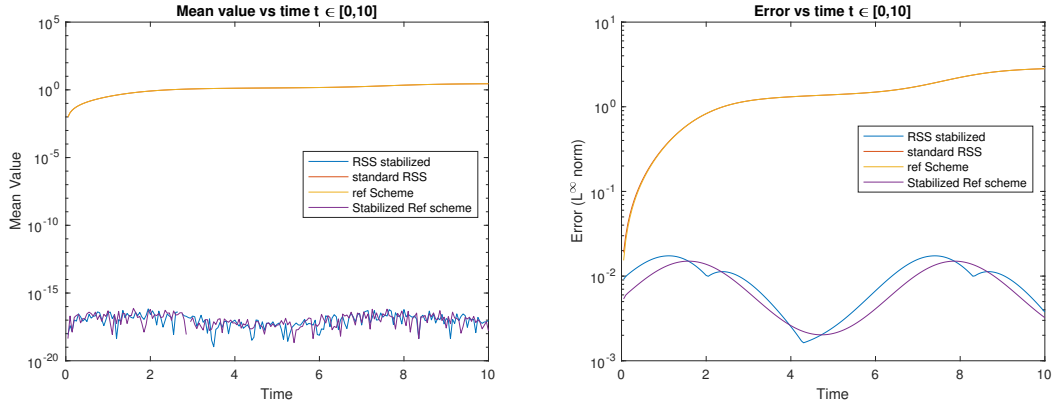 Mean value vs time t ∈ [0,10]
Mean Value
10^5
10^0
10^-5
10^-10
10^-15
10^-20
0 2 4 6 8 10
Time
RSS stabilized
standard RSS
ref Scheme
Stabilized Ref scheme
Error vs time t ∈ [0,10]
Error (L^∞ norm)
10^1
10^0
10^-1
10^-2
10^-3
0 2 4 6 8 10
Time
RSS stabilized
standard RSS
ref Scheme
Stabilized Ref scheme